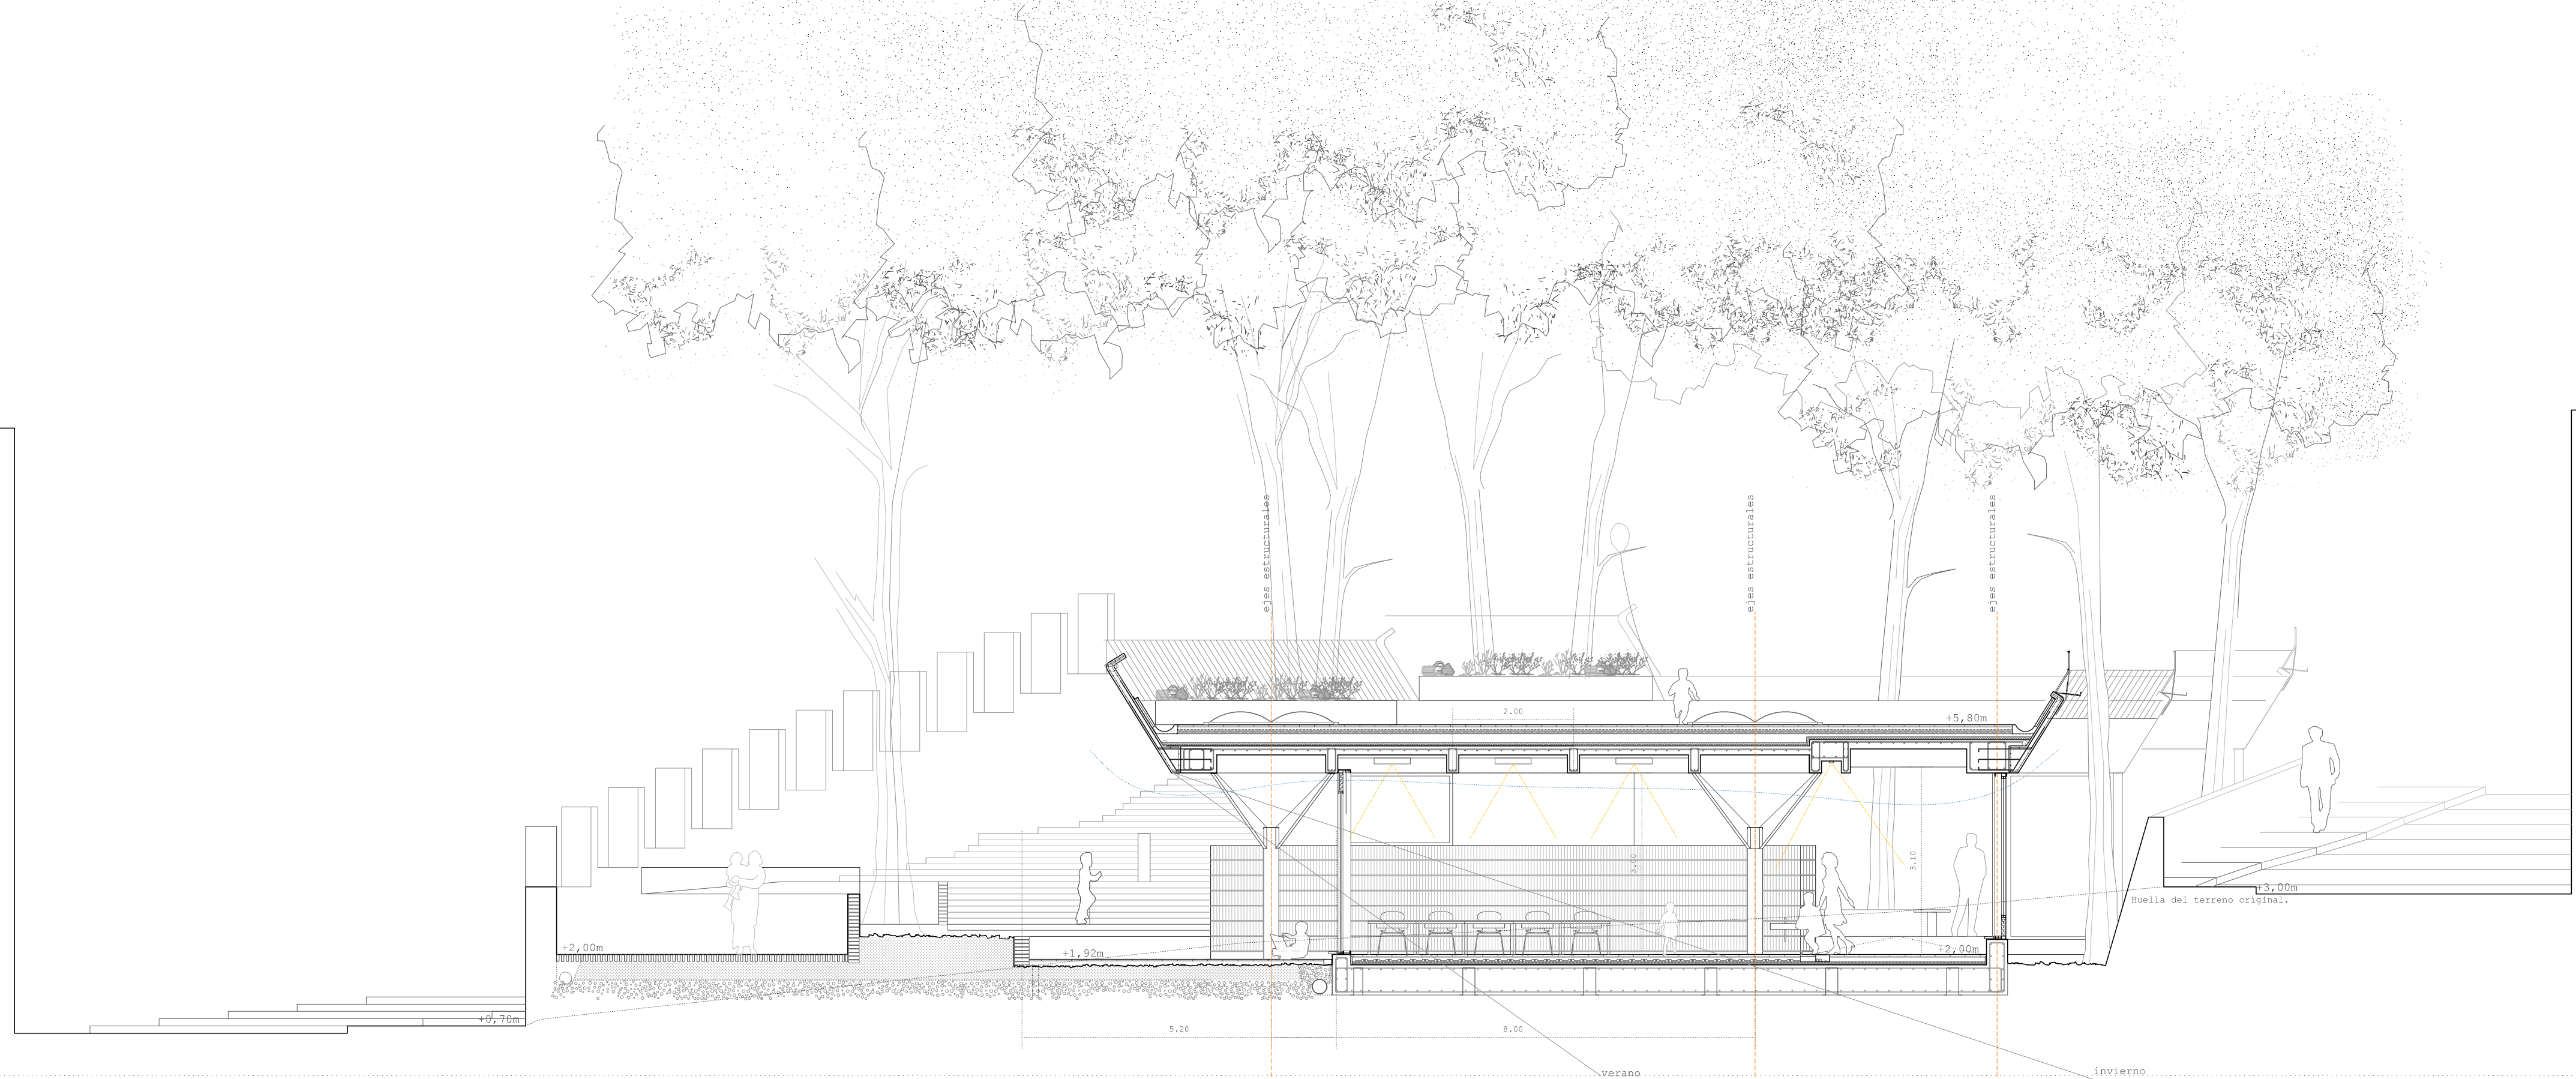 ejes estructurales
ejes estructurales
ejes estructurales
2.00
+5,80m
3.00
3.10
+3,00m
Huella del terreno original.
+2,00m
+1,92m
+2,00m
+0,70m
5.20
8.00
verano
invierno